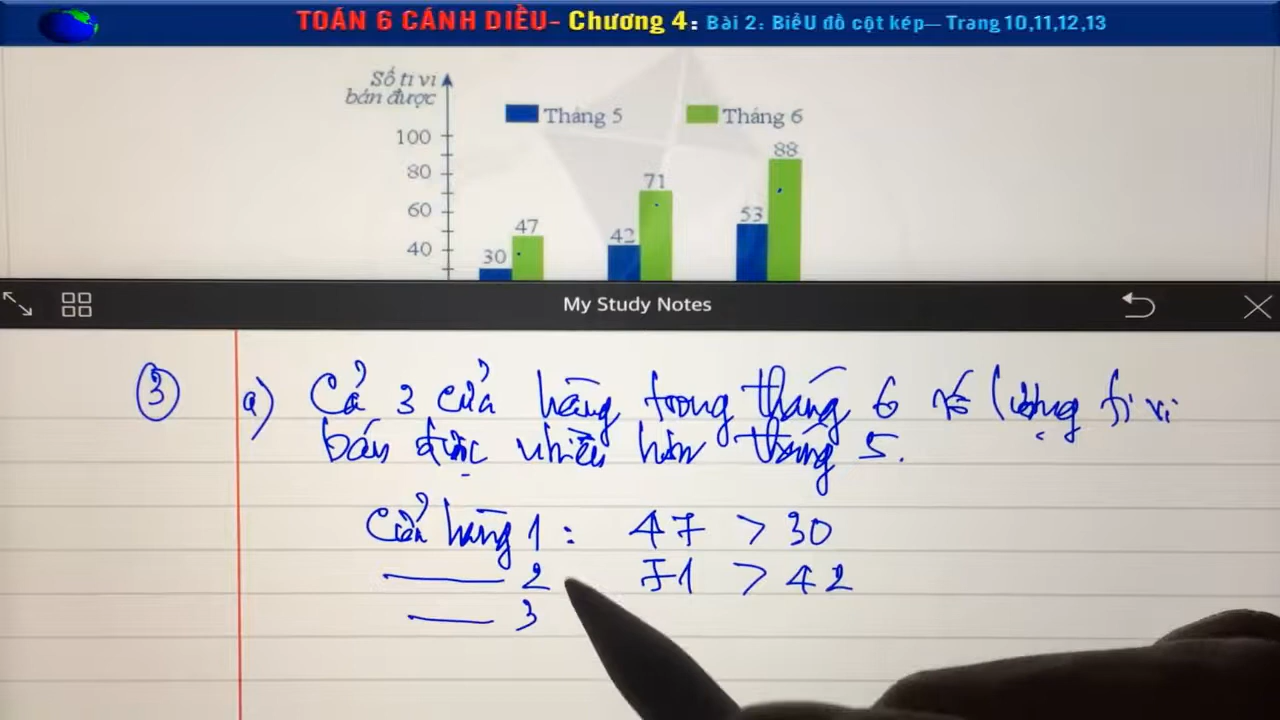 TOÁN 6 CÁNH DIỀU- Chương 4: Bài 2: BiểU đồ cột kép– Trang 10,11,12,13
Số ti vi
bán được
Tháng 5 Tháng 6
100
88
80
71
60
53
47
42
40
30
My Study Notes
③ a) Cả 3 cửa hàng trong tháng 6 số lượng ti vi
bán được nhiều hơn tháng 5.
Cửa hàng 1 : 47 > 30
2 71 > 42
3